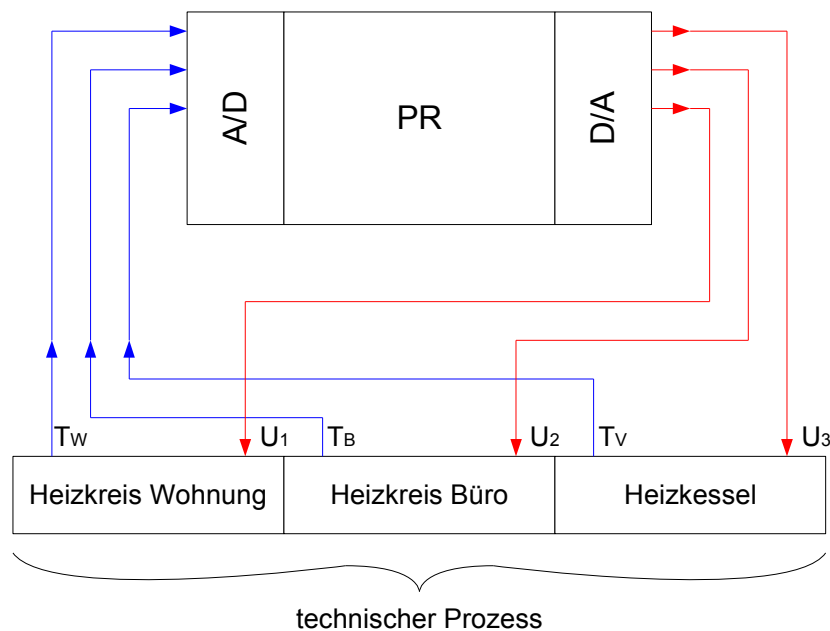 A/D
PR
D/A
TW
U1
TB
U2
TV
U3
Heizkreis Wohnung
Heizkreis Büro
Heizkessel
technischer Prozess